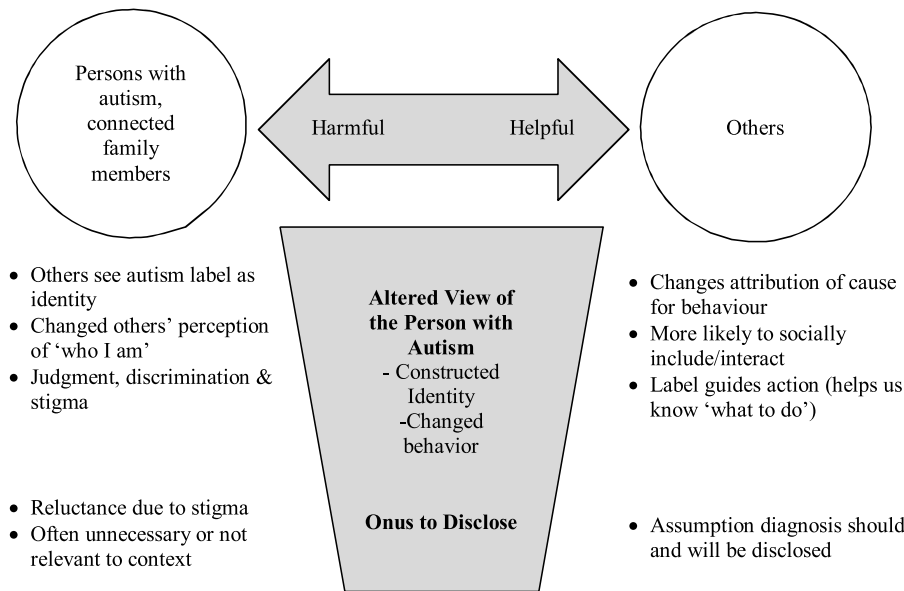 Persons with
autism,
connected
family
members
Harmful
Helpful
Others
• Others see autism label as
identity
• Changed others’ perception
of ‘who I am’
• Judgment, discrimination &
stigma
Altered View of
the Person with
Autism
- Constructed
Identity
-Changed
behavior
• Changes attribution of cause
for behaviour
• More likely to socially
include/interact
• Label guides action (helps us
know ‘what to do’)
• Reluctance due to stigma
• Often unnecessary or not
relevant to context
Onus to Disclose
• Assumption diagnosis should
and will be disclosed